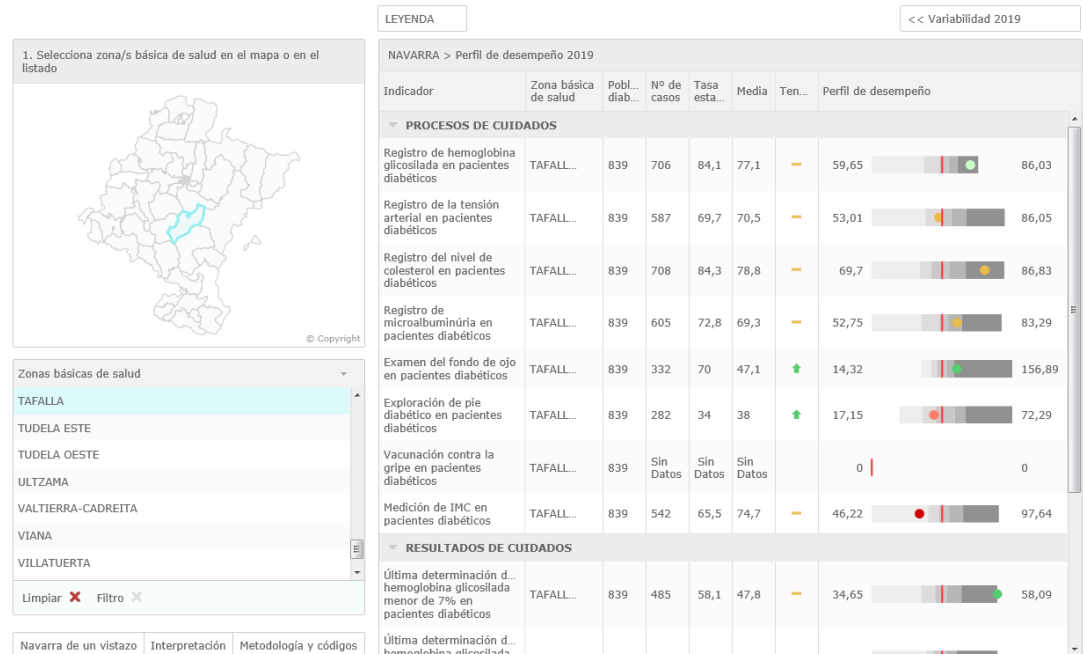 LEYENDA
<< Variabilidad 2019
1. Selecciona zona/s básica de salud en el mapa o en el
listado
© Copyright
Zonas básicas de salud
TAFALLA
TUDELA ESTE
TUDELA OESTE
ULTZAMA
VALTIERRA-CADREITA
VIANA
VILLATUERTA
Limpiar Filtro
Navarra de un vistazo Interpretación Metodología y códigos
NAVARRA > Perfil de desempeño 2019
Indicador Zona básica de salud Pobl... diab... Nº de casos Tasa esta... Media Ten... Perfil de desempeño
PROCESOS DE CUIDADOS
Registro de hemoglobina
glicosilada en pacientes TAFALL... 839 706 84,1 77,1 59,65 86,03
diabéticos
Registro de la tensión
arterial en pacientes TAFALL... 839 587 69,7 70,5 53,01 86,05
diabéticos
Registro del nivel de
colesterol en pacientes TAFALL... 839 708 84,3 78,8 69,7 86,83
diabéticos
Registro de
microalbuminúria en TAFALL... 839 605 72,8 69,3 52,75 83,29
pacientes diabéticos
Examen del fondo de ojo
en pacientes diabéticos TAFALL... 839 332 70 47,1 14,32 156,89
Exploración de pie
diabético en pacientes TAFALL... 839 282 34 38 17,15 72,29
diabéticos
Vacunación contra la
gripe en pacientes TAFALL... 839 Sin Datos Sin Datos Sin Datos 0 0
diabéticos
Medición de IMC en
pacientes diabéticos TAFALL... 839 542 65,5 74,7 46,22 97,64
RESULTADOS DE CUIDADOS
Última determinación d...
hemoglobina glicosilada
menor de 7% en TAFALL... 839 485 58,1 47,8 34,65 58,09
pacientes diabéticos
Última determinación d...
hemoglobina glicosilada